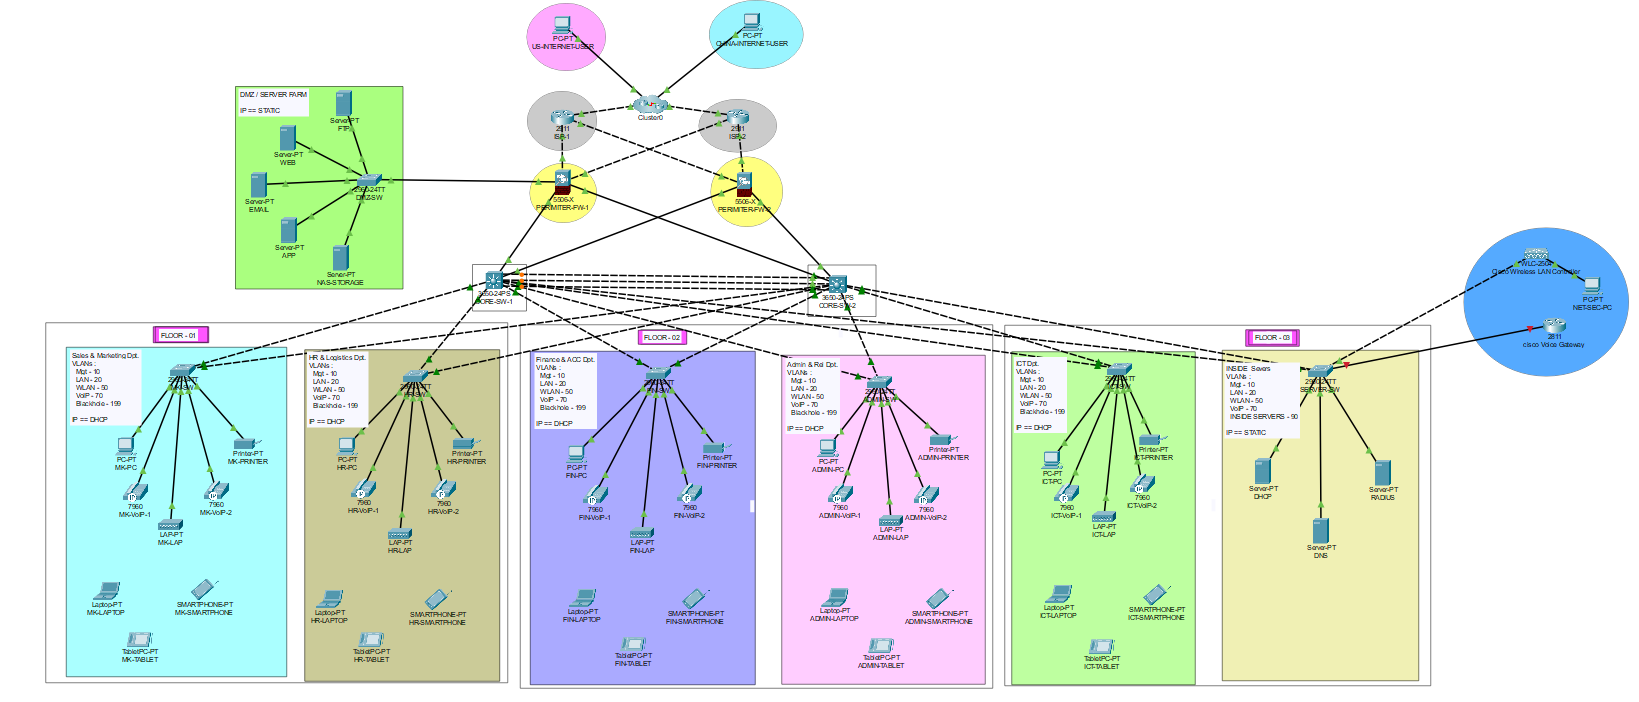 PC-PT
US-INTERNET-USER
PC-PT
CHINA-INTERNET-USER
Cluster0
2911
ISP-1
2911
ISP-2
5506-X
PERIMITER-FW-1
5506-X
PERIMITER-FW-2
DMZ / SERVER FARM
IP == STATIC
Server-PT
FTP
Server-PT
WEB
Server-PT
EMAIL
Server-PT
APP
Server-PT
NAS-STORAGE
2960-24TT
DMZ-SW
3650-24PS
CORE-SW-1
3650-24PS
CORE-SW-2
WLC-2504
Cisco Wireless LAN Controller
PC-PT
NET-SEC-PC
2811
cisco Voice Gateway
FLOOR - 01
Sales & Marketing Dpt.
VLANs :
Mgt - 10
LAN - 20
WLAN - 50
VoIP - 70
Blackhole - 199
IP == DHCP
2960-24TT
MK-SW
PC-PT
MK-PC
Printer-PT
MK-PRINTER
7960
MK-VoIP-1
7960
MK-VoIP-2
LAP-PT
MK-LAP
Laptop-PT
MK-LAPTOP
SMARTPHONE-PT
MK-SMARTPHONE
TabletPC-PT
MK-TABLET
HR & Logistics Dpt.
VLANs :
Mgt - 10
LAN - 20
WLAN - 50
VoIP - 70
Blackhole - 199
IP == DHCP
2960-24TT
HR-SW
PC-PT
HR-PC
Printer-PT
HR-PRINTER
7960
HR-VoIP-1
7960
HR-VoIP-2
LAP-PT
HR-LAP
Laptop-PT
HR-LAPTOP
SMARTPHONE-PT
HR-SMARTPHONE
TabletPC-PT
HR-TABLET
FLOOR - 02
Finance & ACC Dpt.
VLANs :
Mgt - 10
LAN - 20
WLAN - 50
VoIP - 70
Blackhole - 199
IP == DHCP
2960-24TT
FIN-SW
PC-PT
FIN-PC
Printer-PT
FIN-PRINTER
7960
FIN-VoIP-1
7960
FIN-VoIP-2
LAP-PT
FIN-LAP
Laptop-PT
FIN-LAPTOP
SMARTPHONE-PT
FIN-SMARTPHONE
TabletPC-PT
FIN-TABLET
Admin & Rel Dpt.
VLANs :
Mgt - 10
LAN - 20
WLAN - 50
VoIP - 70
Blackhole - 199
IP == DHCP
2960-24TT
ADMIN-SW
PC-PT
ADMIN-PC
Printer-PT
ADMIN-PRINTER
7960
ADMIN-VoIP-1
7960
ADMIN-VoIP-2
LAP-PT
ADMIN-LAP
Laptop-PT
ADMIN-LAPTOP
SMARTPHONE-PT
ADMIN-SMARTPHONE
TabletPC-PT
ADMIN-TABLET
FLOOR - 03
ICT Dpt.
VLANs :
Mgt - 10
LAN - 20
WLAN - 50
VoIP - 70
Blackhole - 199
IP == DHCP
2960-24TT
PC-PT
ICT-PC
Printer-PT
ICT-PRINTER
7960
ICT-VoIP-1
7960
ICT-VoIP-2
LAP-PT
ICT-LAP
Laptop-PT
ICT-LAPTOP
SMARTPHONE-PT
ICT-SMARTPHONE
TabletPC-PT
ICT-TABLET
INSIDE Severs
VLANs :
Mgt - 10
LAN - 20
WLAN - 50
VoIP - 70
INSIDE SERVERS - 90
IP == STATIC
2960-24TT
SERVER-SW
Server-PT
DHCP
Server-PT
RADIUS
Server-PT
DNS